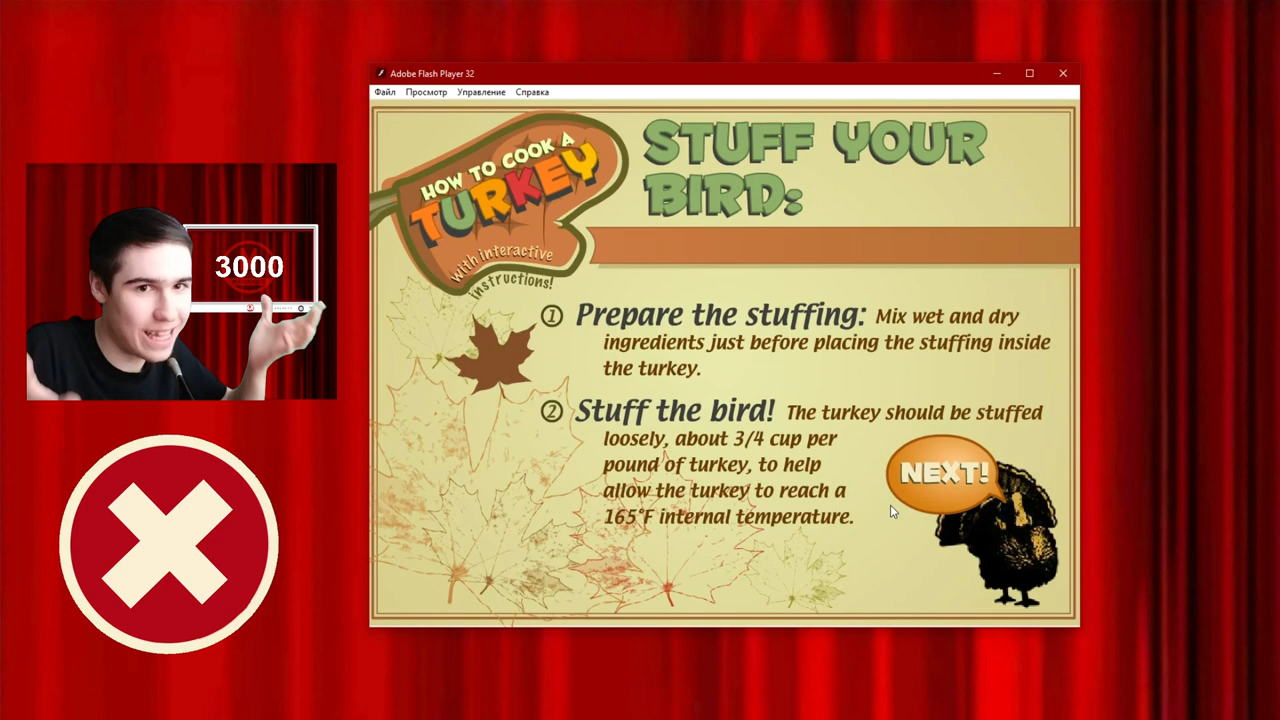 Adobe Flash Player 32
Файл Просмотр Управление Справка
HOW TO COOK A
TURKEY
with interactive
instructions!
STUFF YOUR
BIRD:
3000
1 Prepare the stuffing: Mix wet and dry
ingredients just before placing the stuffing inside
the turkey.
2 Stuff the bird! The turkey should be stuffed
loosely, about 3/4 cup per
pound of turkey, to help
allow the turkey to reach a
165°F internal temperature.
NEXT!